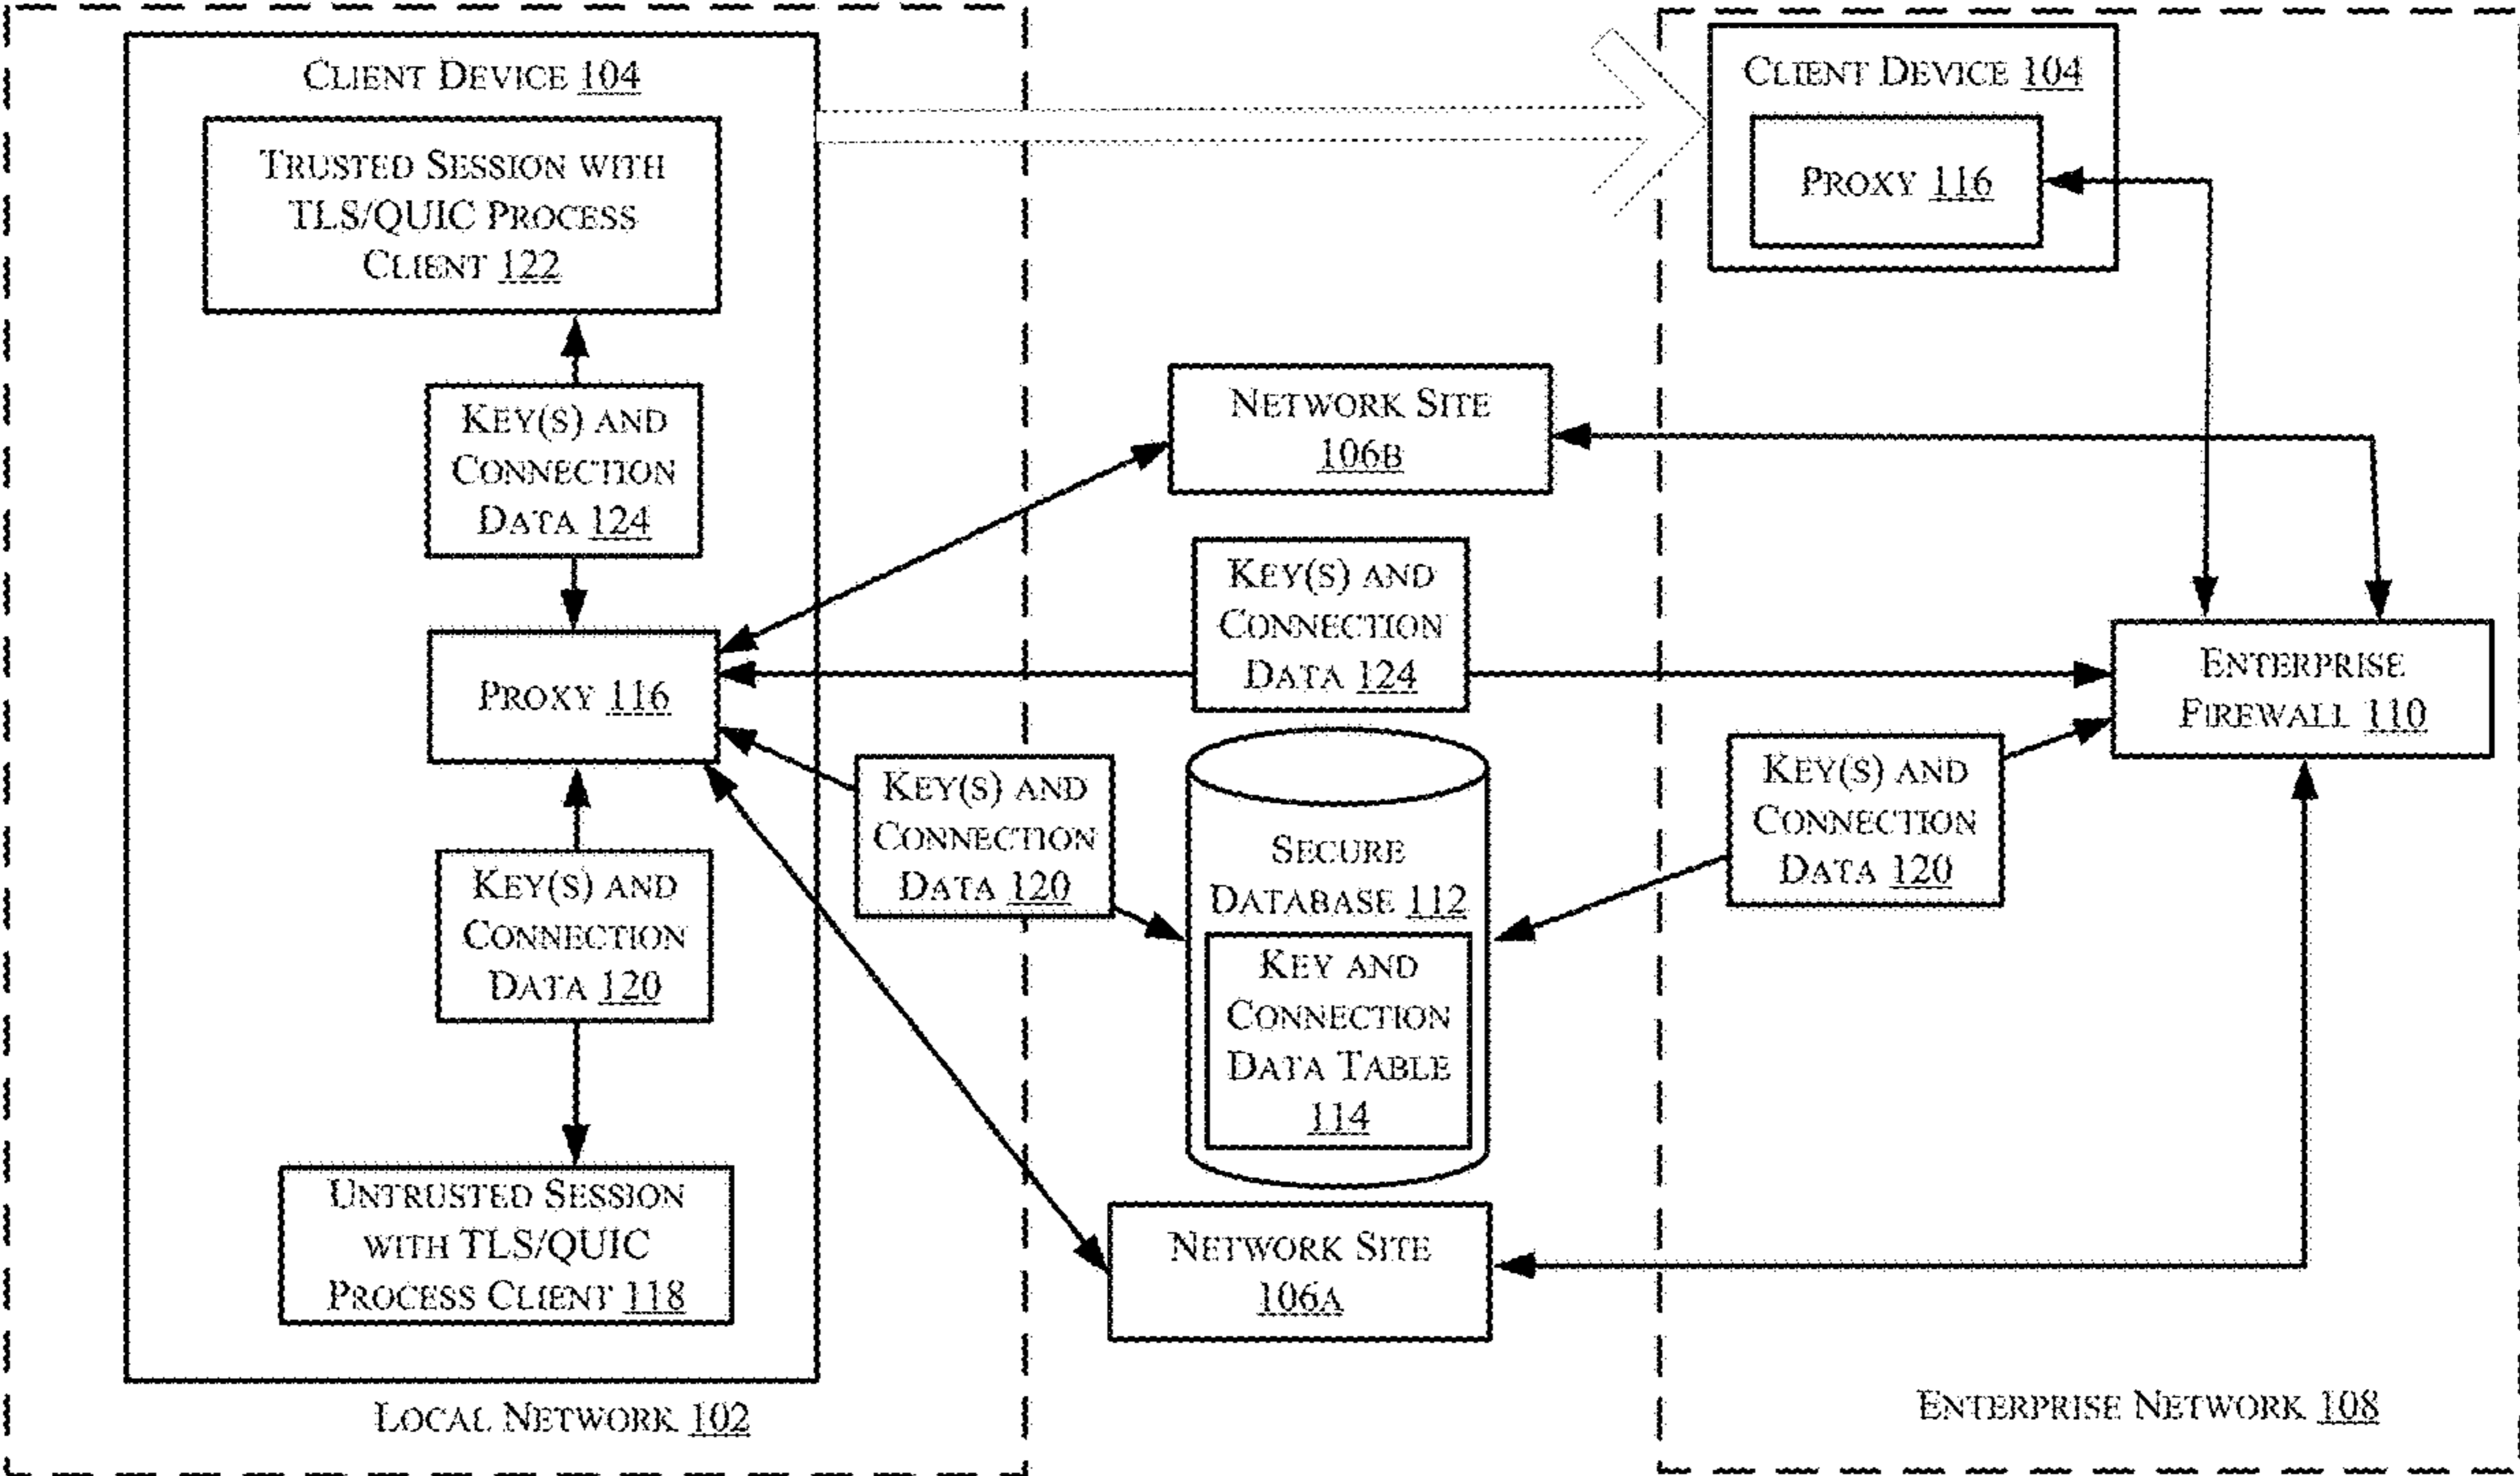 CLIENT DEVICE 104
TRUSTED SESSION WITH
TLS/QUIC PROCESS
CLIENT 122
KEY(S) AND
CONNECTION
DATA 124
PROXY 116
KEY(S) AND
CONNECTION
DATA 120
UNTRUSTED SESSION
WITH TLS/QUIC
PROCESS CLIENT 118
LOCAL NETWORK 102
NETWORK SITE
106B
KEY(S) AND
CONNECTION
DATA 124
KEY(S) AND
CONNECTION
DATA 120
SECURE
DATABASE 112
KEY AND
CONNECTION
DATA TABLE
114
NETWORK SITE
106A
CLIENT DEVICE 104
PROXY 116
ENTERPRISE
FIREWALL 110
KEY(S) AND
CONNECTION
DATA 120
ENTERPRISE NETWORK 108